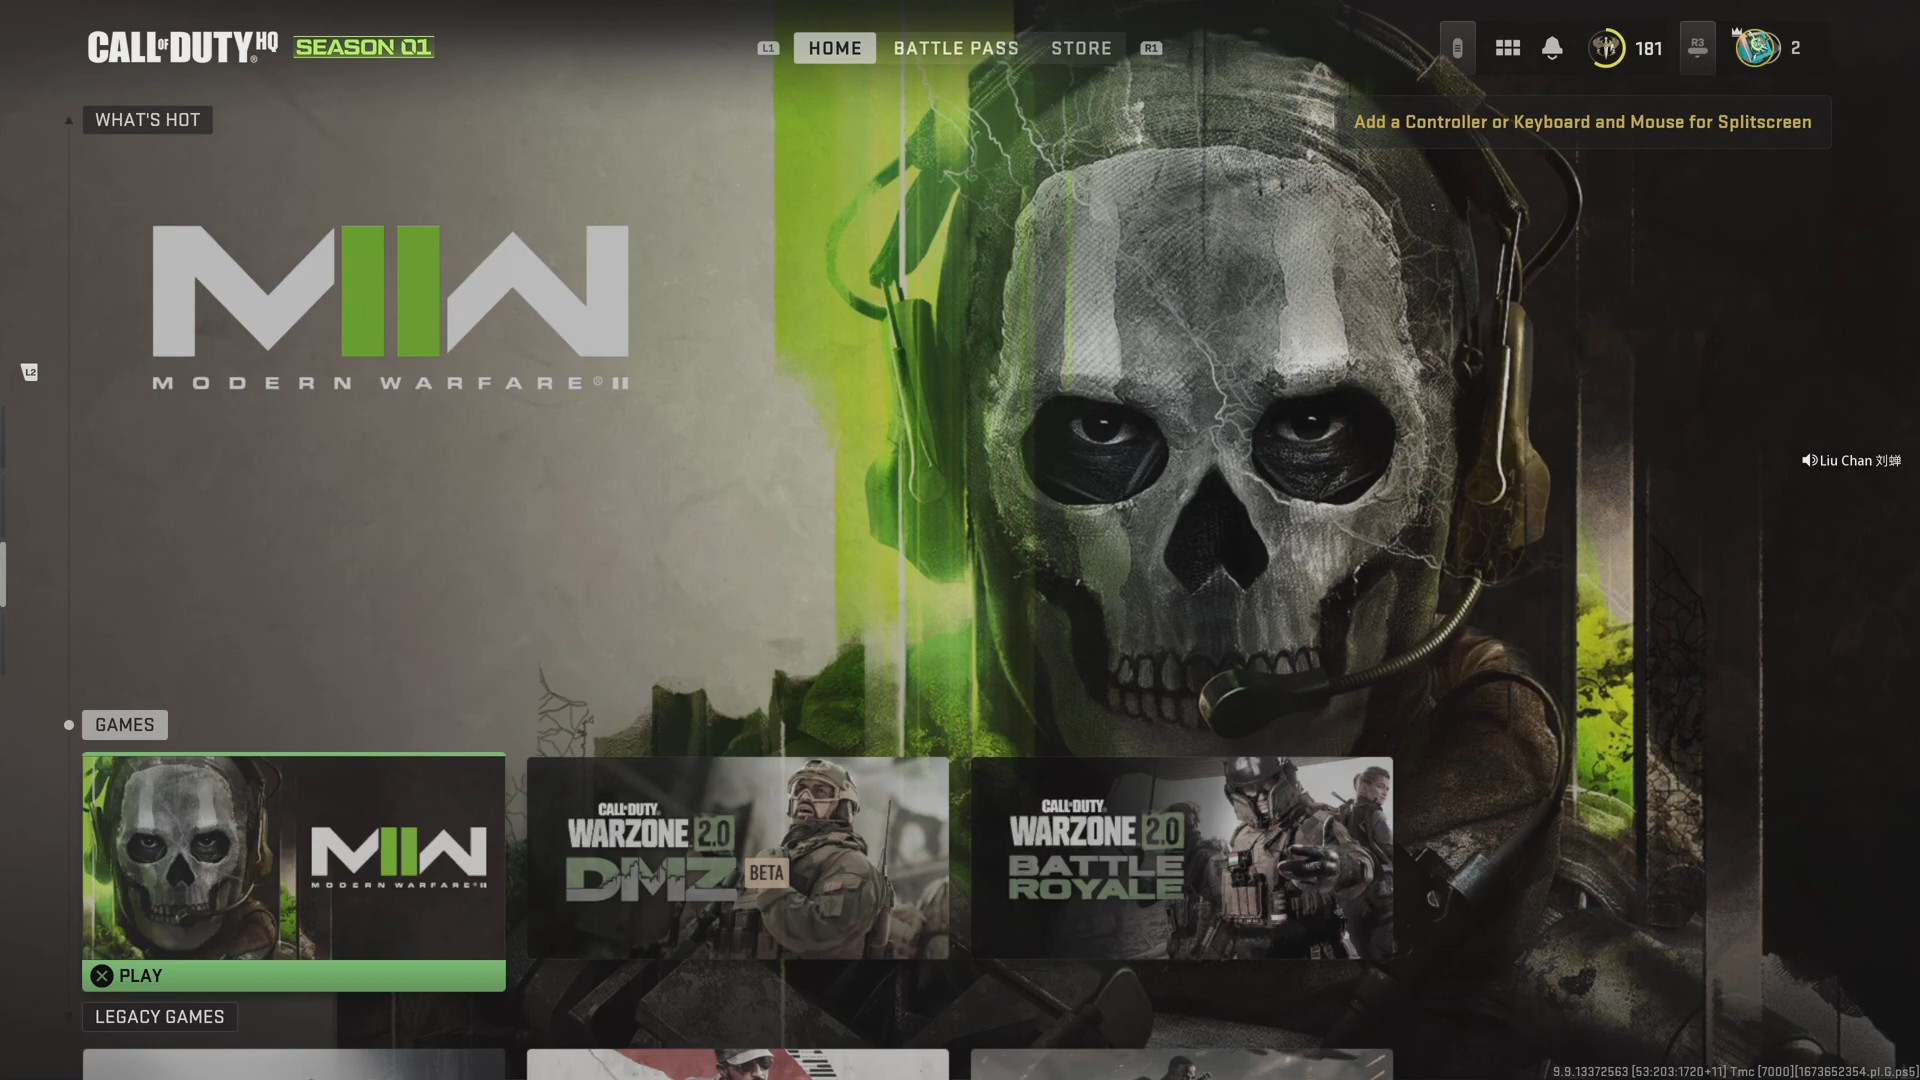 CALL OF DUTY HQ SEASON 01
L1 HOME BATTLE PASS STORE R1
181 R3 2
WHAT'S HOT
Add a Controller or Keyboard and Mouse for Splitscreen
MW
MODERN WARFARE® II
L2
Liu Chan 刘蝉
GAMES
MW
MODERN WARFARE® II
PLAY
CALL OF DUTY
WARZONE 2.0
DMZ BETA
CALL OF DUTY
WARZONE 2.0
BATTLE
ROYALE
LEGACY GAMES
9.9.13372563 [53:203:1720+11] Tmc [7000][1673652354.pl.G.ps5]